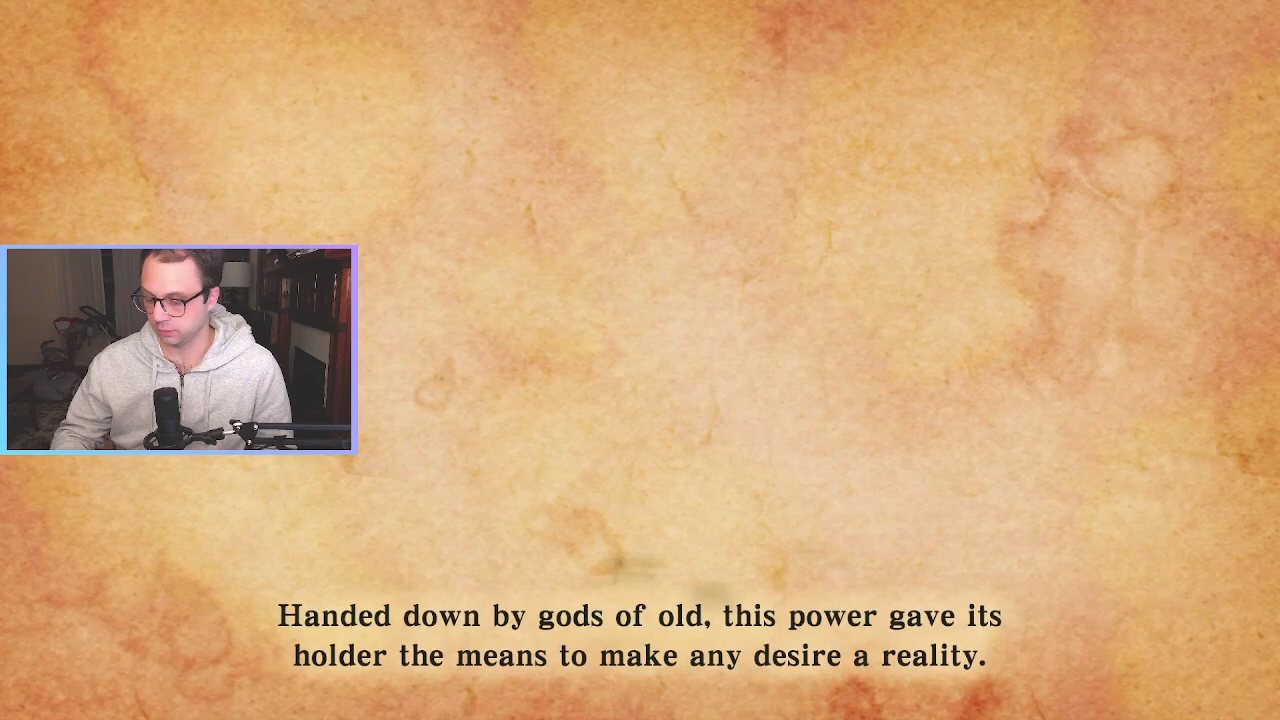 Handed down by gods of old, this power gave its
holder the means to make any desire a reality.